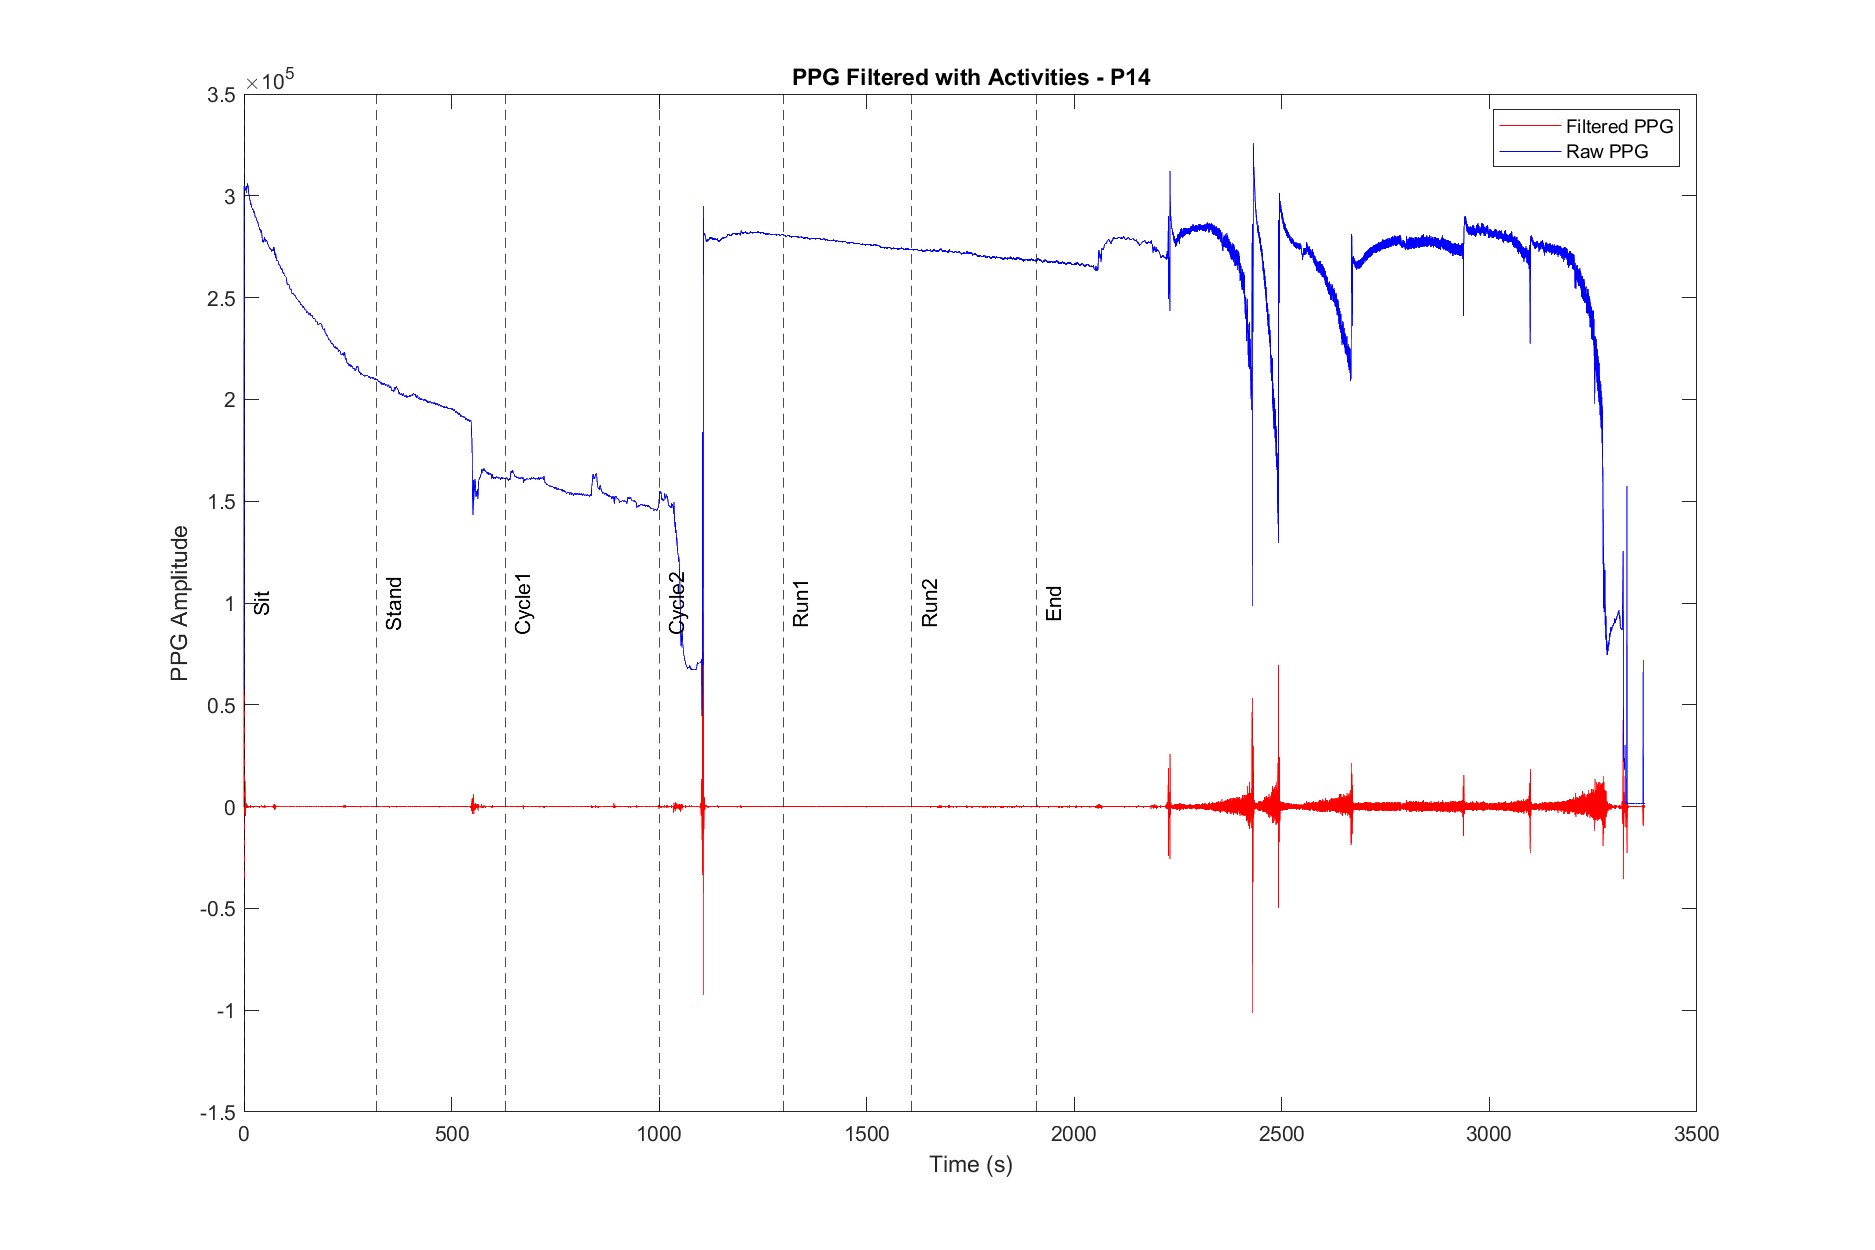 PPG Filtered with Activities - P14
×10^5
3.5
3
2.5
2
1.5
1
0.5
0
-0.5
-1
-1.5
PPG Amplitude
Sit
Stand
Cycle1
Cycle2
Run1
Run2
End
Filtered PPG
Raw PPG
0 500 1000 1500 2000 2500 3000 3500
Time (s)